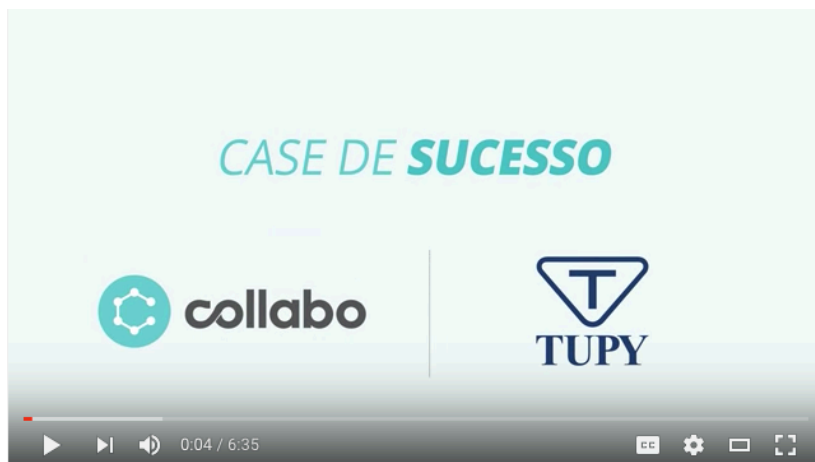 CASE DE SUCESSO
collabo
T
TUPY
0:04 / 6:35
CC